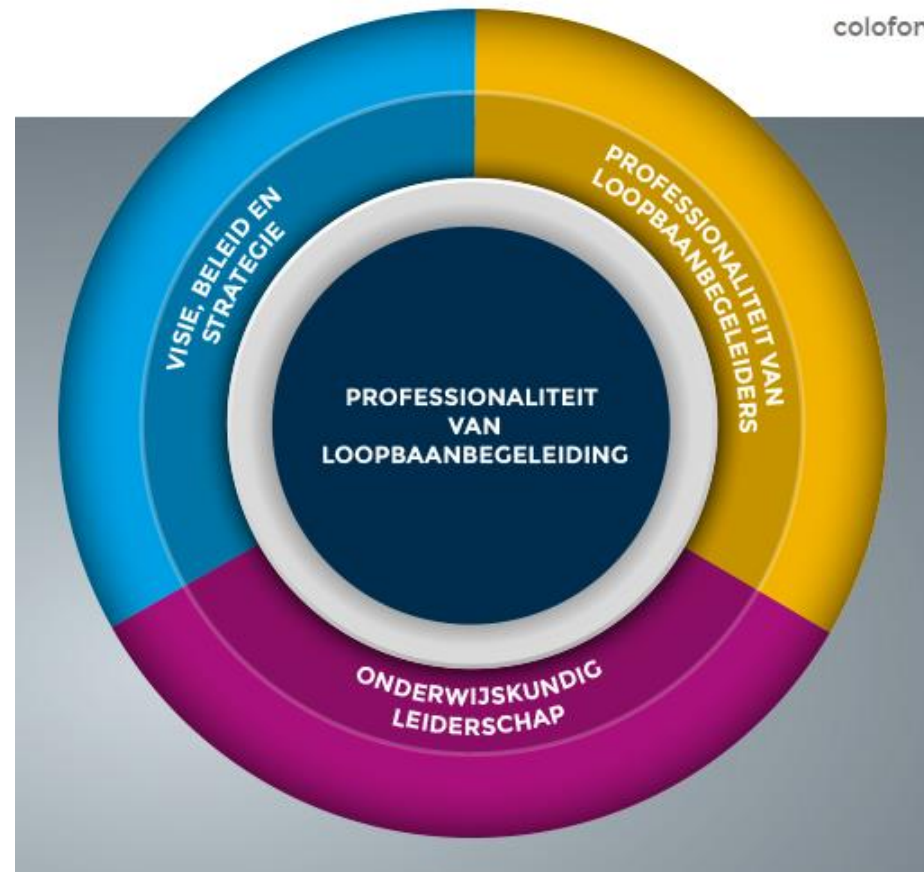 colofon
VISIE, BELEID EN
STRATEGIE
PROFESSIONALITEIT VAN
LOOPBAANBEGELEIDERS
PROFESSIONALITEIT
VAN
LOOPBAANBEGELEIDING
ONDERWIJSKUNDIG
LEIDERSCHAP